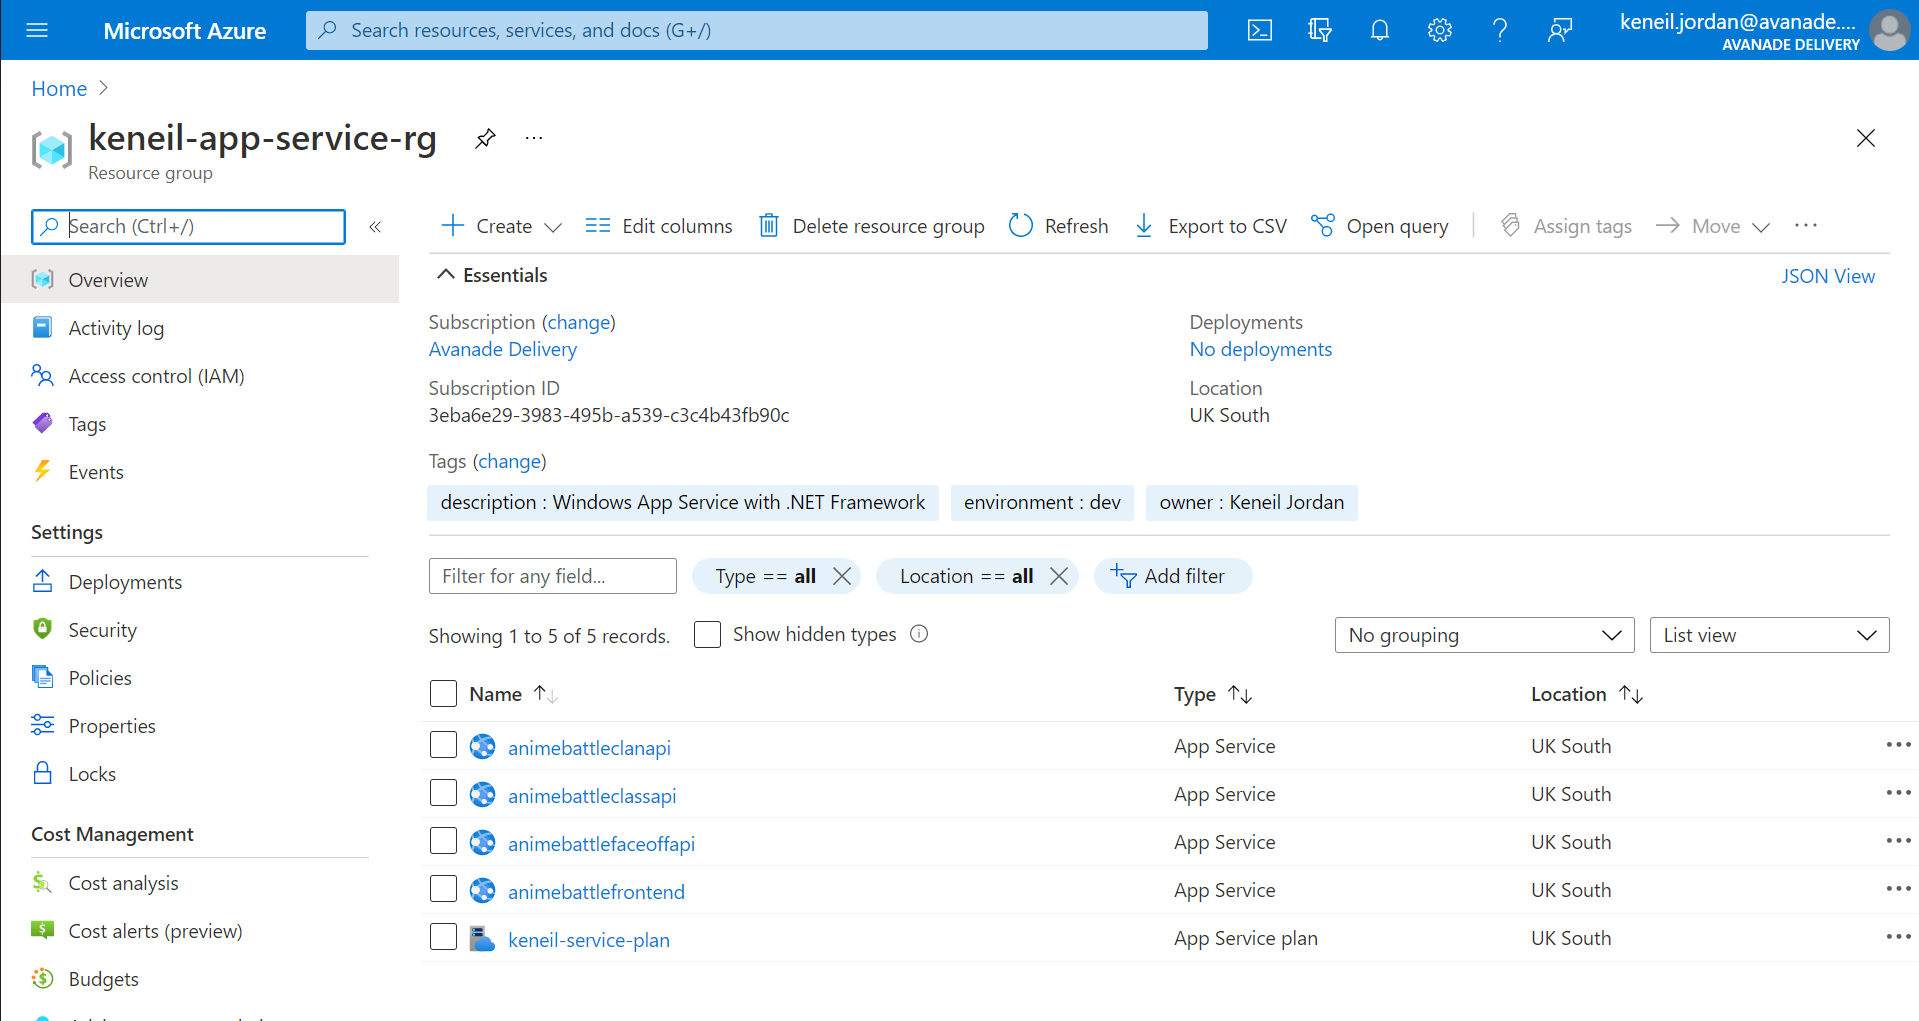 Microsoft Azure
Search resources, services, and docs (G+/)
keneil.jordan@avanade....
AVANADE DELIVERY
Home
keneil-app-service-rg
...
Resource group
Search (Ctrl+/)
«
Create
Edit columns
Delete resource group
Refresh
Export to CSV
Open query
Assign tags
Move
...
Overview
Activity log
Access control (IAM)
Tags
Events
Settings
Deployments
Security
Policies
Properties
Locks
Cost Management
Cost analysis
Cost alerts (preview)
Budgets
Essentials
JSON View
Subscription (change)
Avanade Delivery
Subscription ID
3eba6e29-3983-495b-a539-c3c4b43fb90c
Deployments
No deployments
Location
UK South
Tags (change)
description : Windows App Service with .NET Framework
environment : dev
owner : Keneil Jordan
Filter for any field...
Type == all
Location == all
Add filter
Showing 1 to 5 of 5 records.
Show hidden types
No grouping
List view
Name Type Location
animebattleclanapi App Service UK South
animebattleclassapi App Service UK South
animebattlefaceoffapi App Service UK South
animebattlefrontend App Service UK South
keneil-service-plan App Service plan UK South